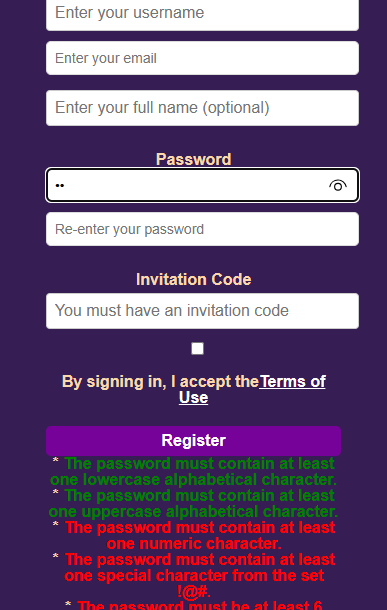 Enter your username
Enter your email
Enter your full name (optional)
Password
••
Re-enter your password
Invitation Code
You must have an invitation code
By signing in, I accept theTerms of
Use
Register
* The password must contain at least
one lowercase alphabetical character.
* The password must contain at least
one uppercase alphabetical character.
* The password must contain at least
one numeric character.
* The password must contain at least
one special character from the set
!@#.
* The password must be at least 6